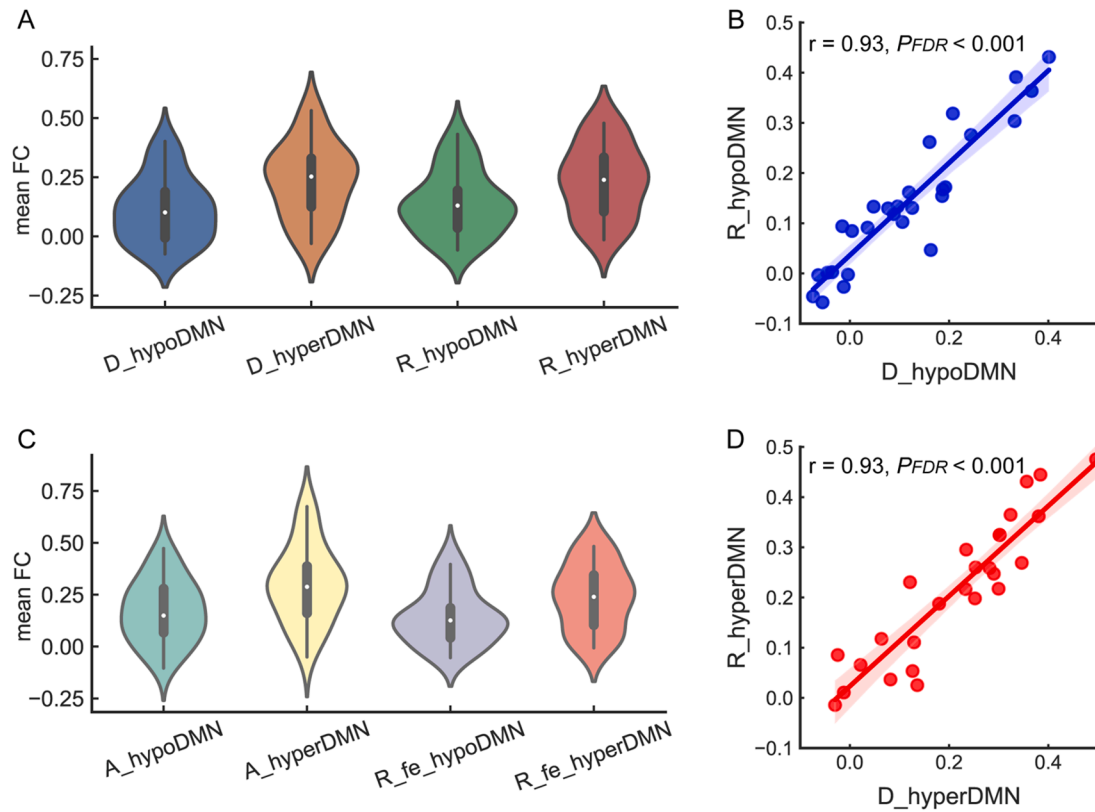 A
0.75
0.50
0.25
0.00
−0.25
mean FC
D_hypoDMN
D_hyperDMN
R_hypoDMN
R_hyperDMN
B
r = 0.93, PFDR < 0.001
0.5
0.4
0.3
0.2
0.1
0.0
−0.1
R_hypoDMN
0.0
0.2
0.4
D_hypoDMN
C
0.75
0.50
0.25
0.00
−0.25
mean FC
A_hypoDMN
A_hyperDMN
R_fe_hypoDMN
R_fe_hyperDMN
D
r = 0.93, PFDR < 0.001
0.5
0.4
0.3
0.2
0.1
0.0
−0.1
R_hyperDMN
0.0
0.2
0.4
D_hyperDMN